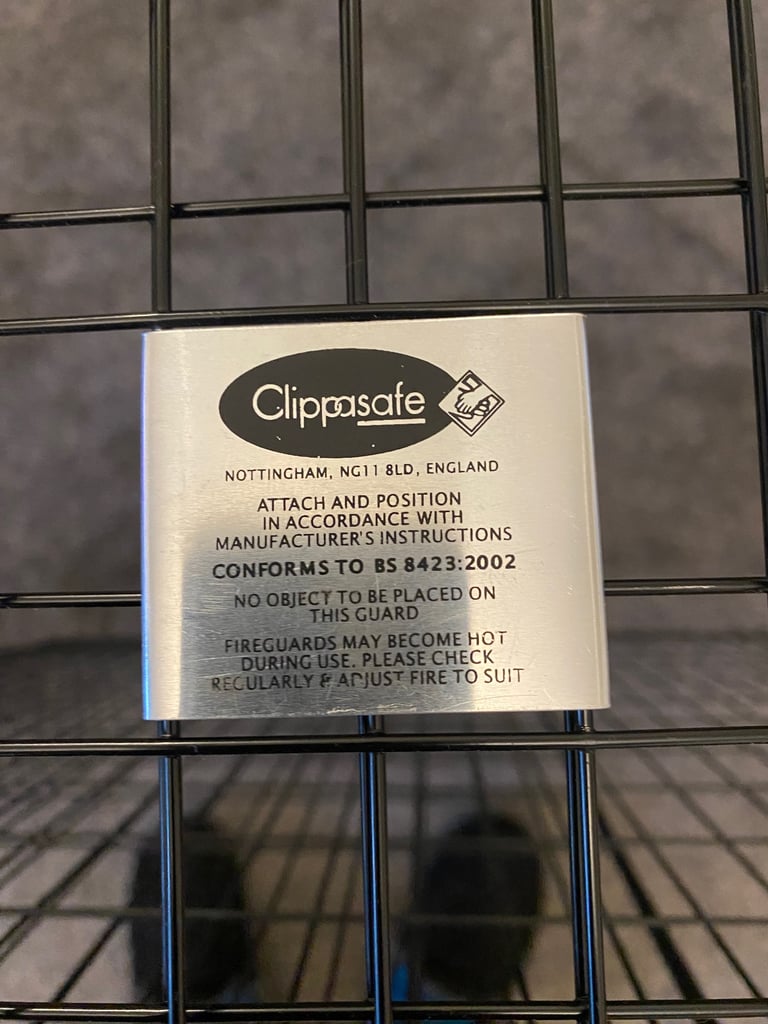 Clippasafe
NOTTINGHAM, NG11 8LD, ENGLAND
ATTACH AND POSITION
IN ACCORDANCE WITH
MANUFACTURER'S INSTRUCTIONS
CONFORMS TO BS 8423:2002
NO OBJECT TO BE PLACED ON
THIS GUARD
FIREGUARDS MAY BECOME HOT
DURING USE. PLEASE CHECK
REGULARLY & ADJUST FIRE TO SUIT